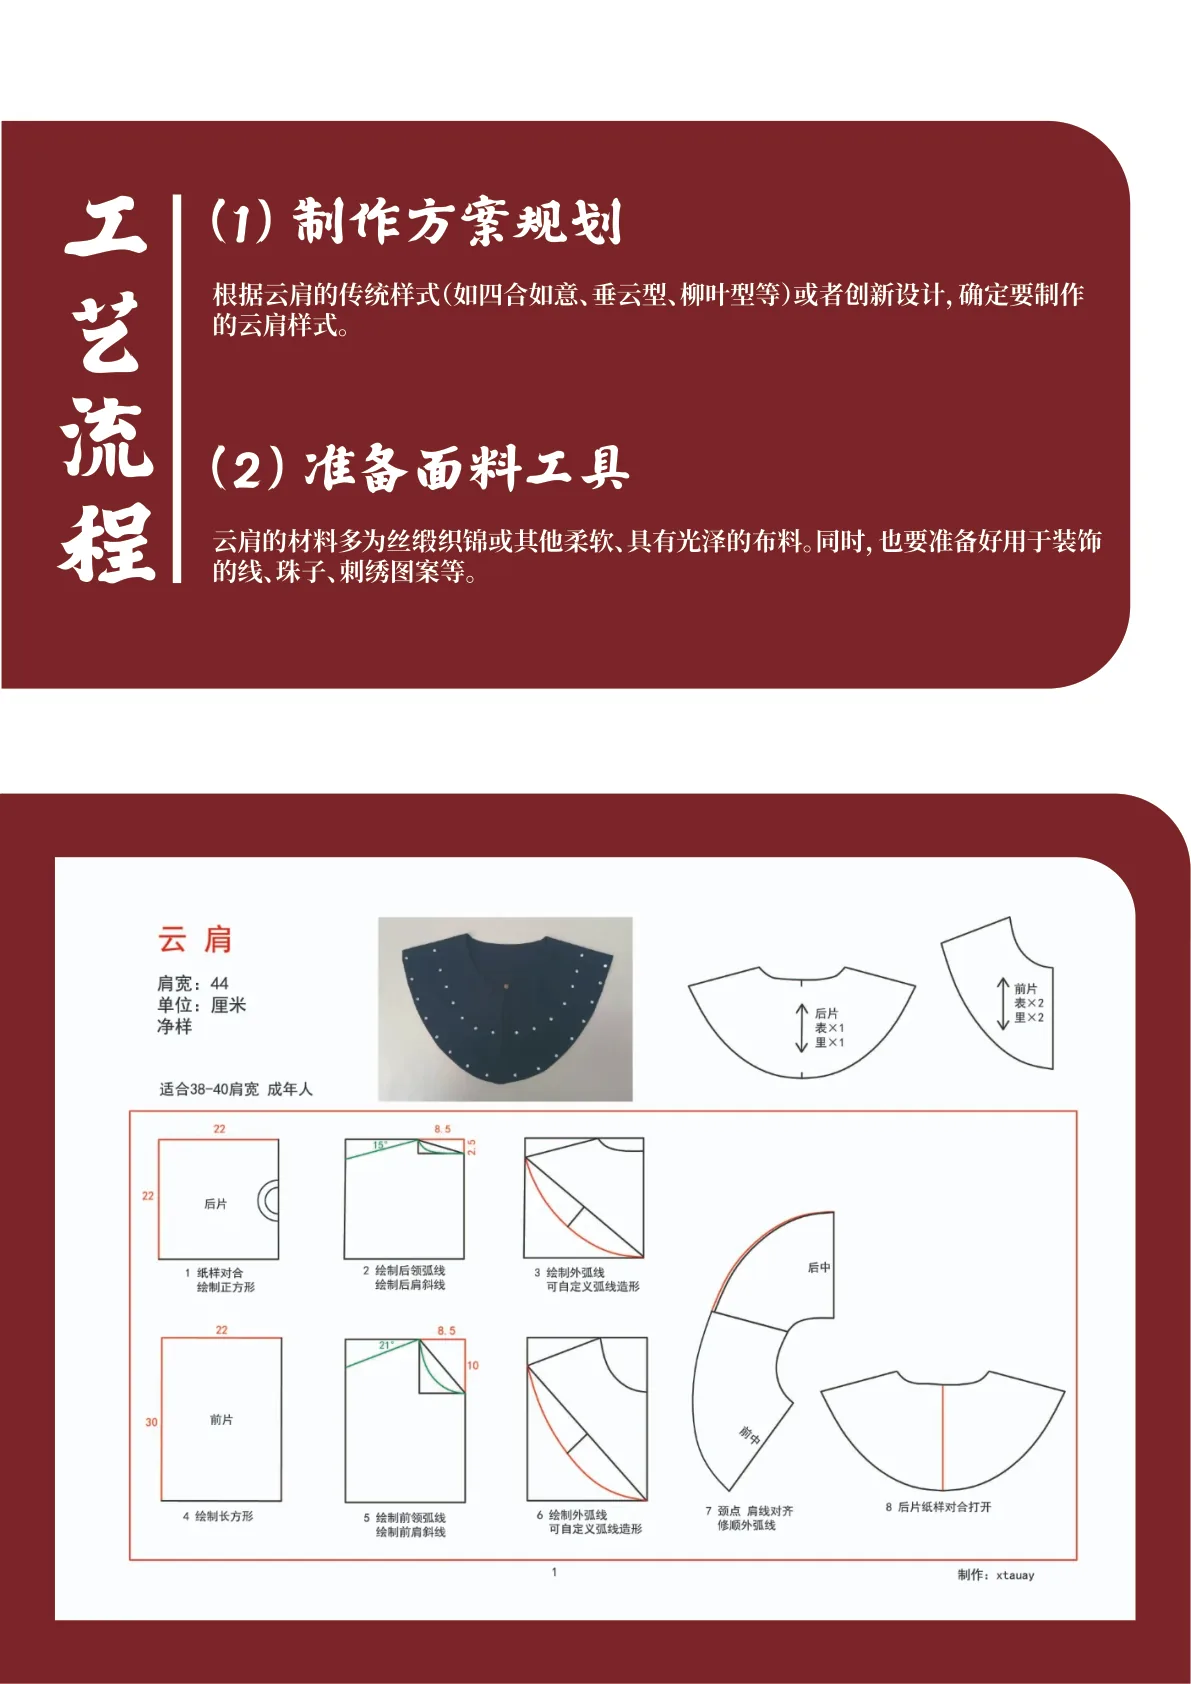 工艺流程
（1）制作方案规划
根据云肩的传统样式（如四合如意、垂云型、柳叶型等）或者创新设计，确定要制作
的云肩样式。
（2）准备面料工具
云肩的材料多为丝缎织锦或其他柔软、具有光泽的布料。同时，也要准备好用于装饰
的线、珠子、刺绣图案等。
云 肩
肩宽：44
单位：厘米
净样
适合38-40肩宽 成年人
后片
表×1
里×1
前片
表×2
里×2
22
22
后片
1 纸样对合
绘制正方形
15°
8.5
2.5
2 绘制后领弧线
绘制后肩斜线
3 绘制外弧线
可自定义弧线造形
22
30
前片
4 绘制长方形
21°
8.5
10
5 绘制前领弧线
绘制前肩斜线
6 绘制外弧线
可自定义弧线造形
后中
前中
7 颈点 肩线对齐
修顺外弧线
8 后片纸样对合打开
1
制作：xtauay